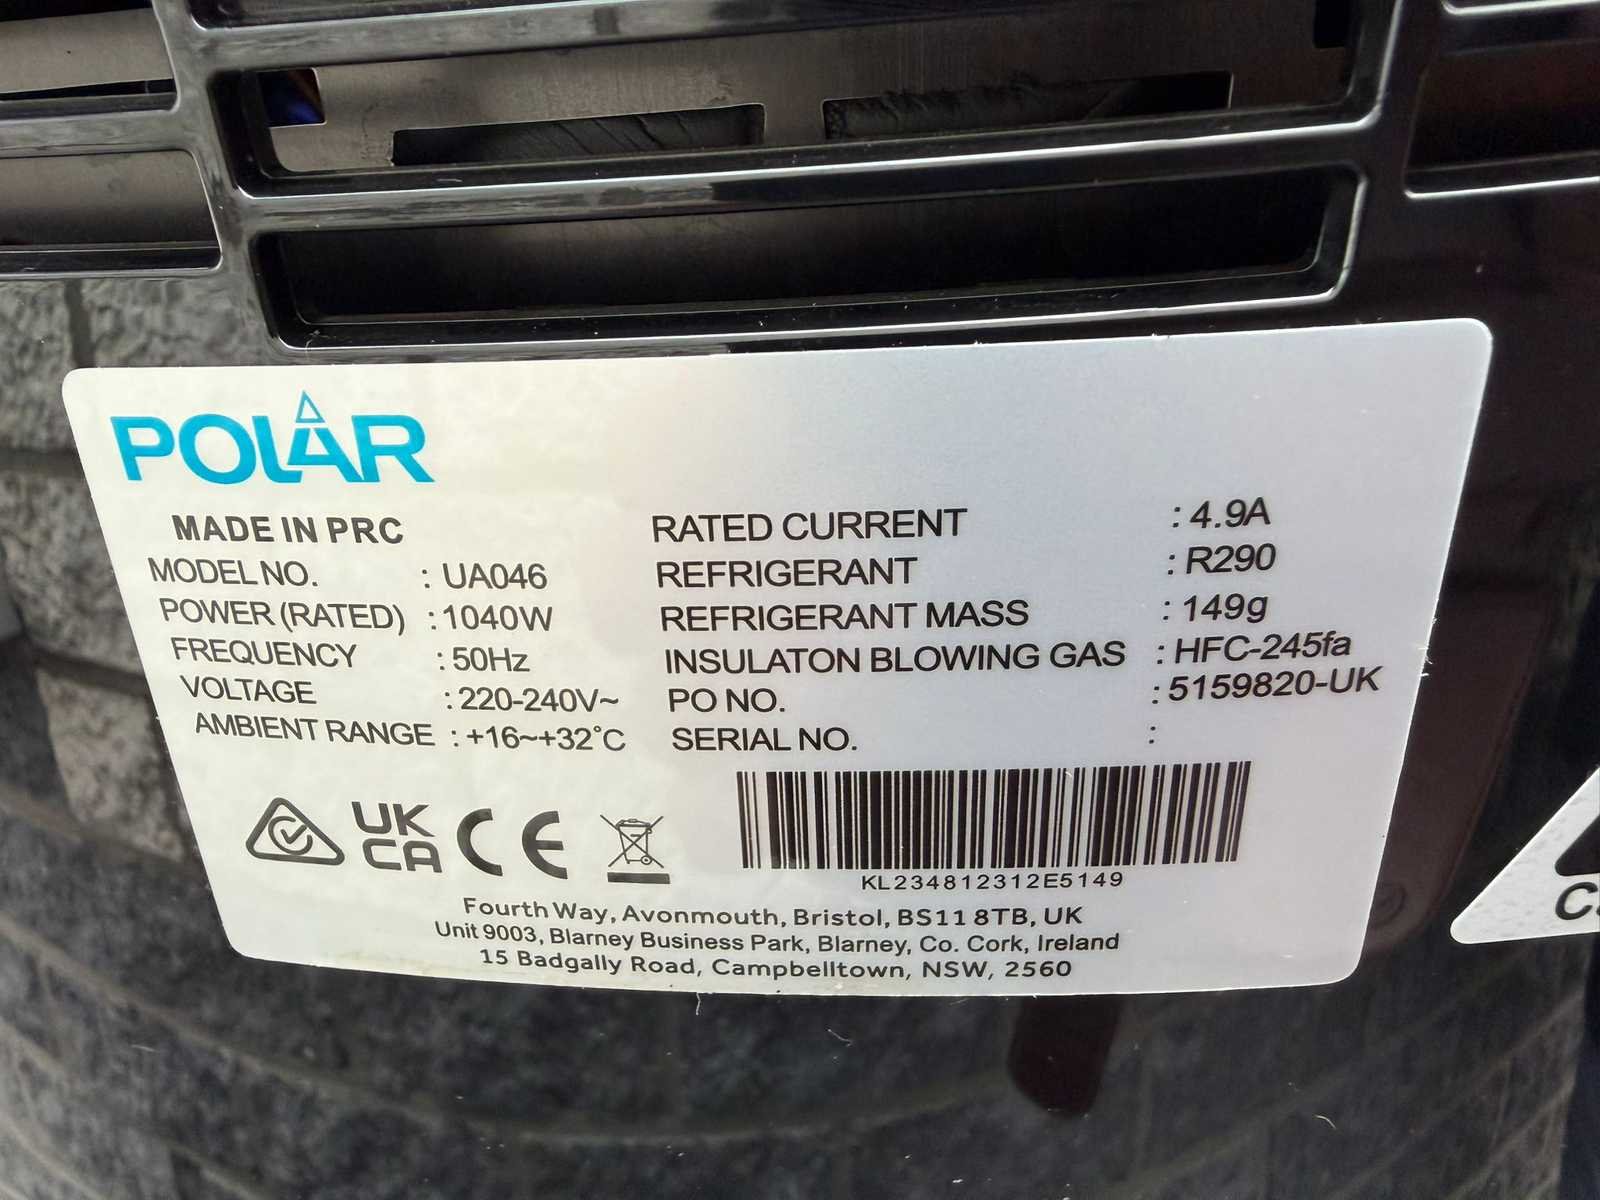 POLAR
MADE IN PRC
MODEL NO. : UA046
POWER (RATED) : 1040W
FREQUENCY : 50Hz
VOLTAGE : 220-240V~
AMBIENT RANGE : +16~+32°C
RATED CURRENT : 4.9A
REFRIGERANT : R290
REFRIGERANT MASS : 149g
INSULATON BLOWING GAS : HFC-245fa
PO NO. : 5159820-UK
SERIAL NO. :
UK
CA
CE
KL234812312E5149
Fourth Way, Avonmouth, Bristol, BS11 8TB, UK
Unit 9003, Blarney Business Park, Blarney, Co. Cork, Ireland
15 Badgally Road, Campbelltown, NSW, 2560